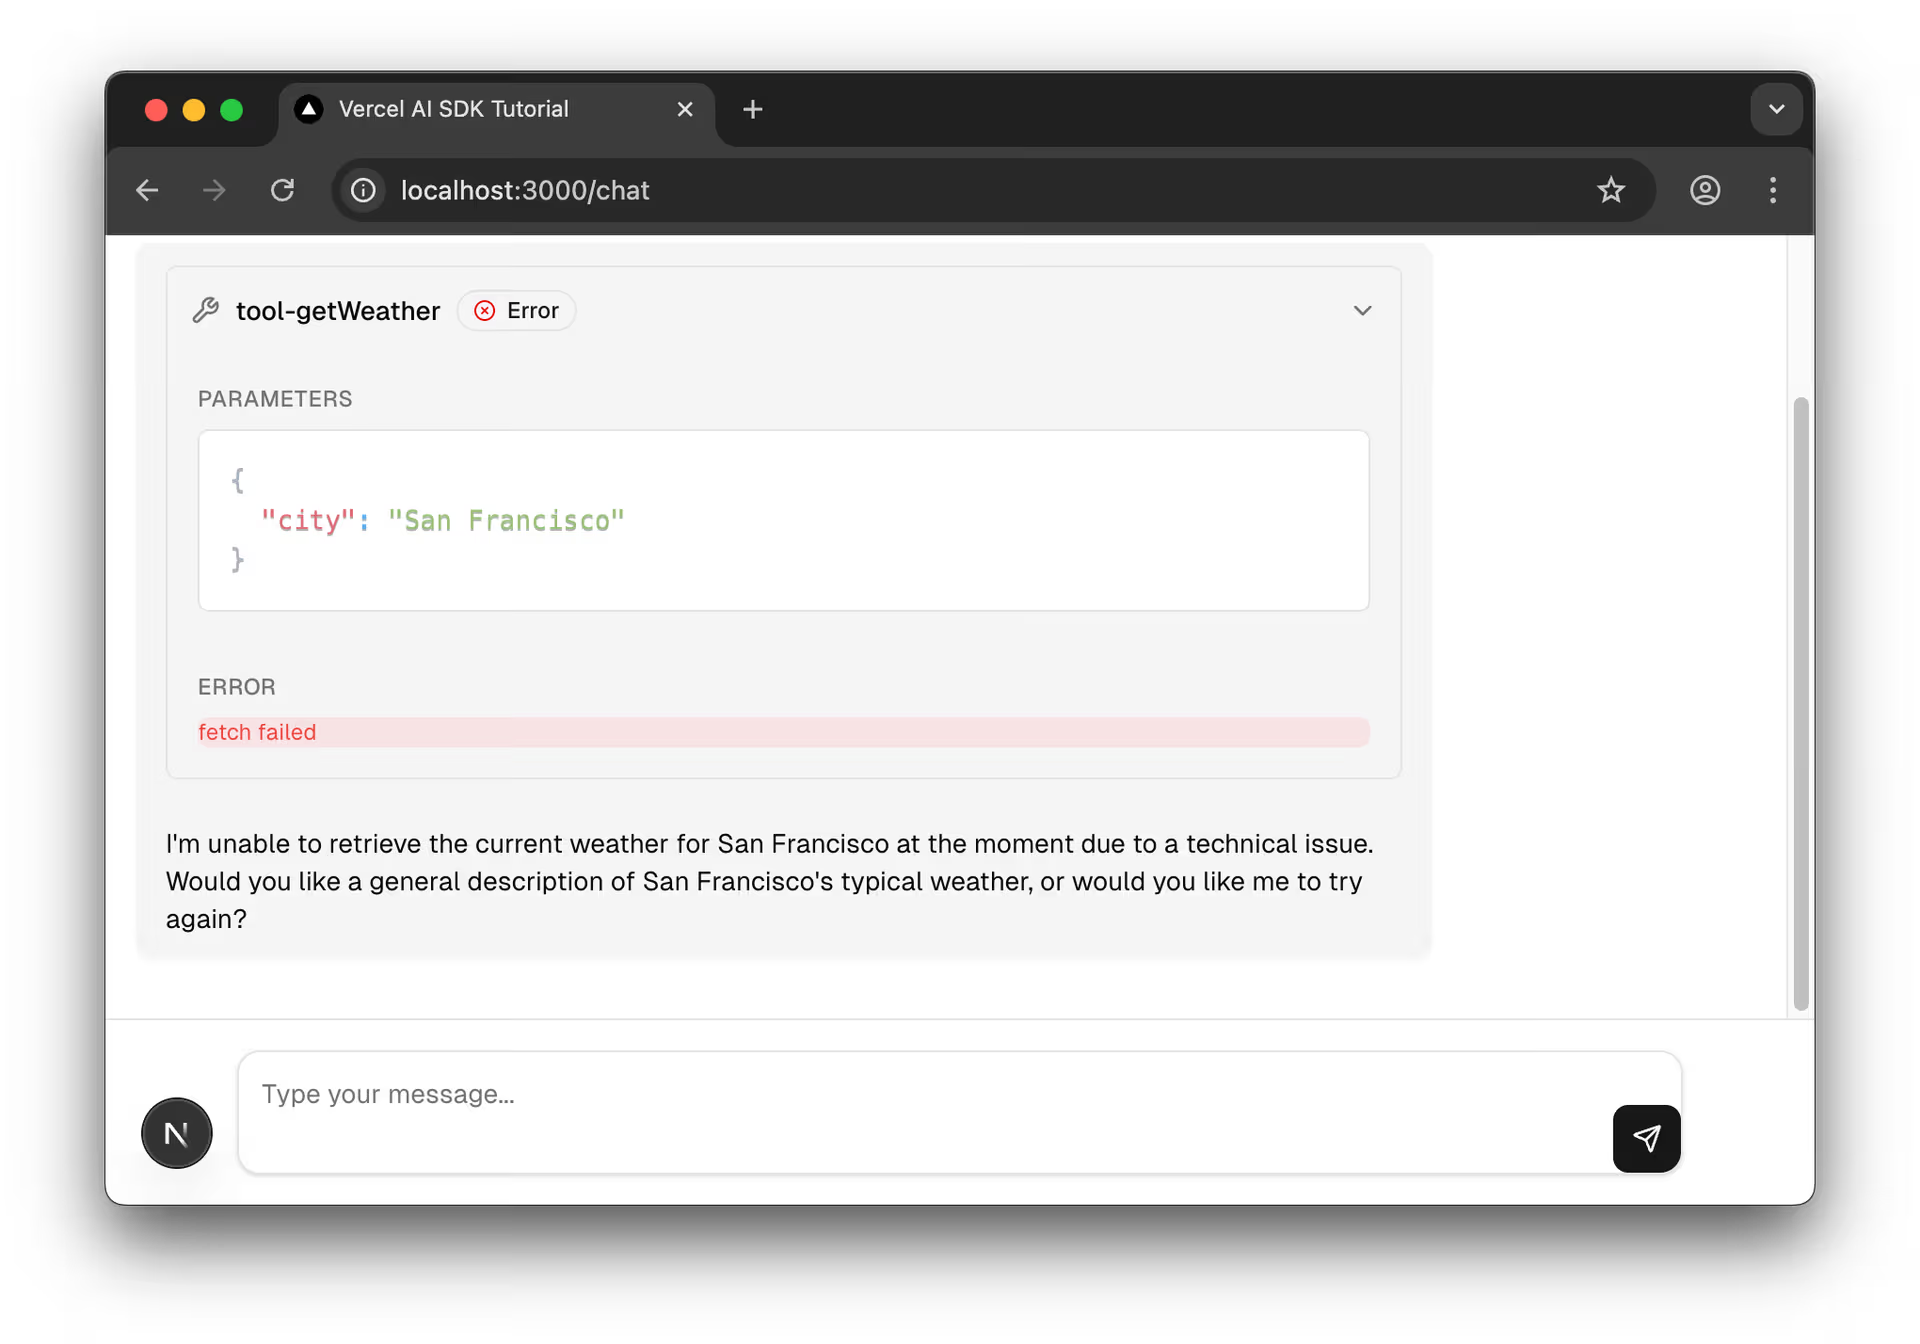 Vercel AI SDK Tutorial
localhost:3000/chat
tool-getWeather
Error
PARAMETERS
{
"city": "San Francisco"
}
ERROR
fetch failed
I'm unable to retrieve the current weather for San Francisco at the moment due to a technical issue.
Would you like a general description of San Francisco's typical weather, or would you like me to try
again?
Type your message...
N